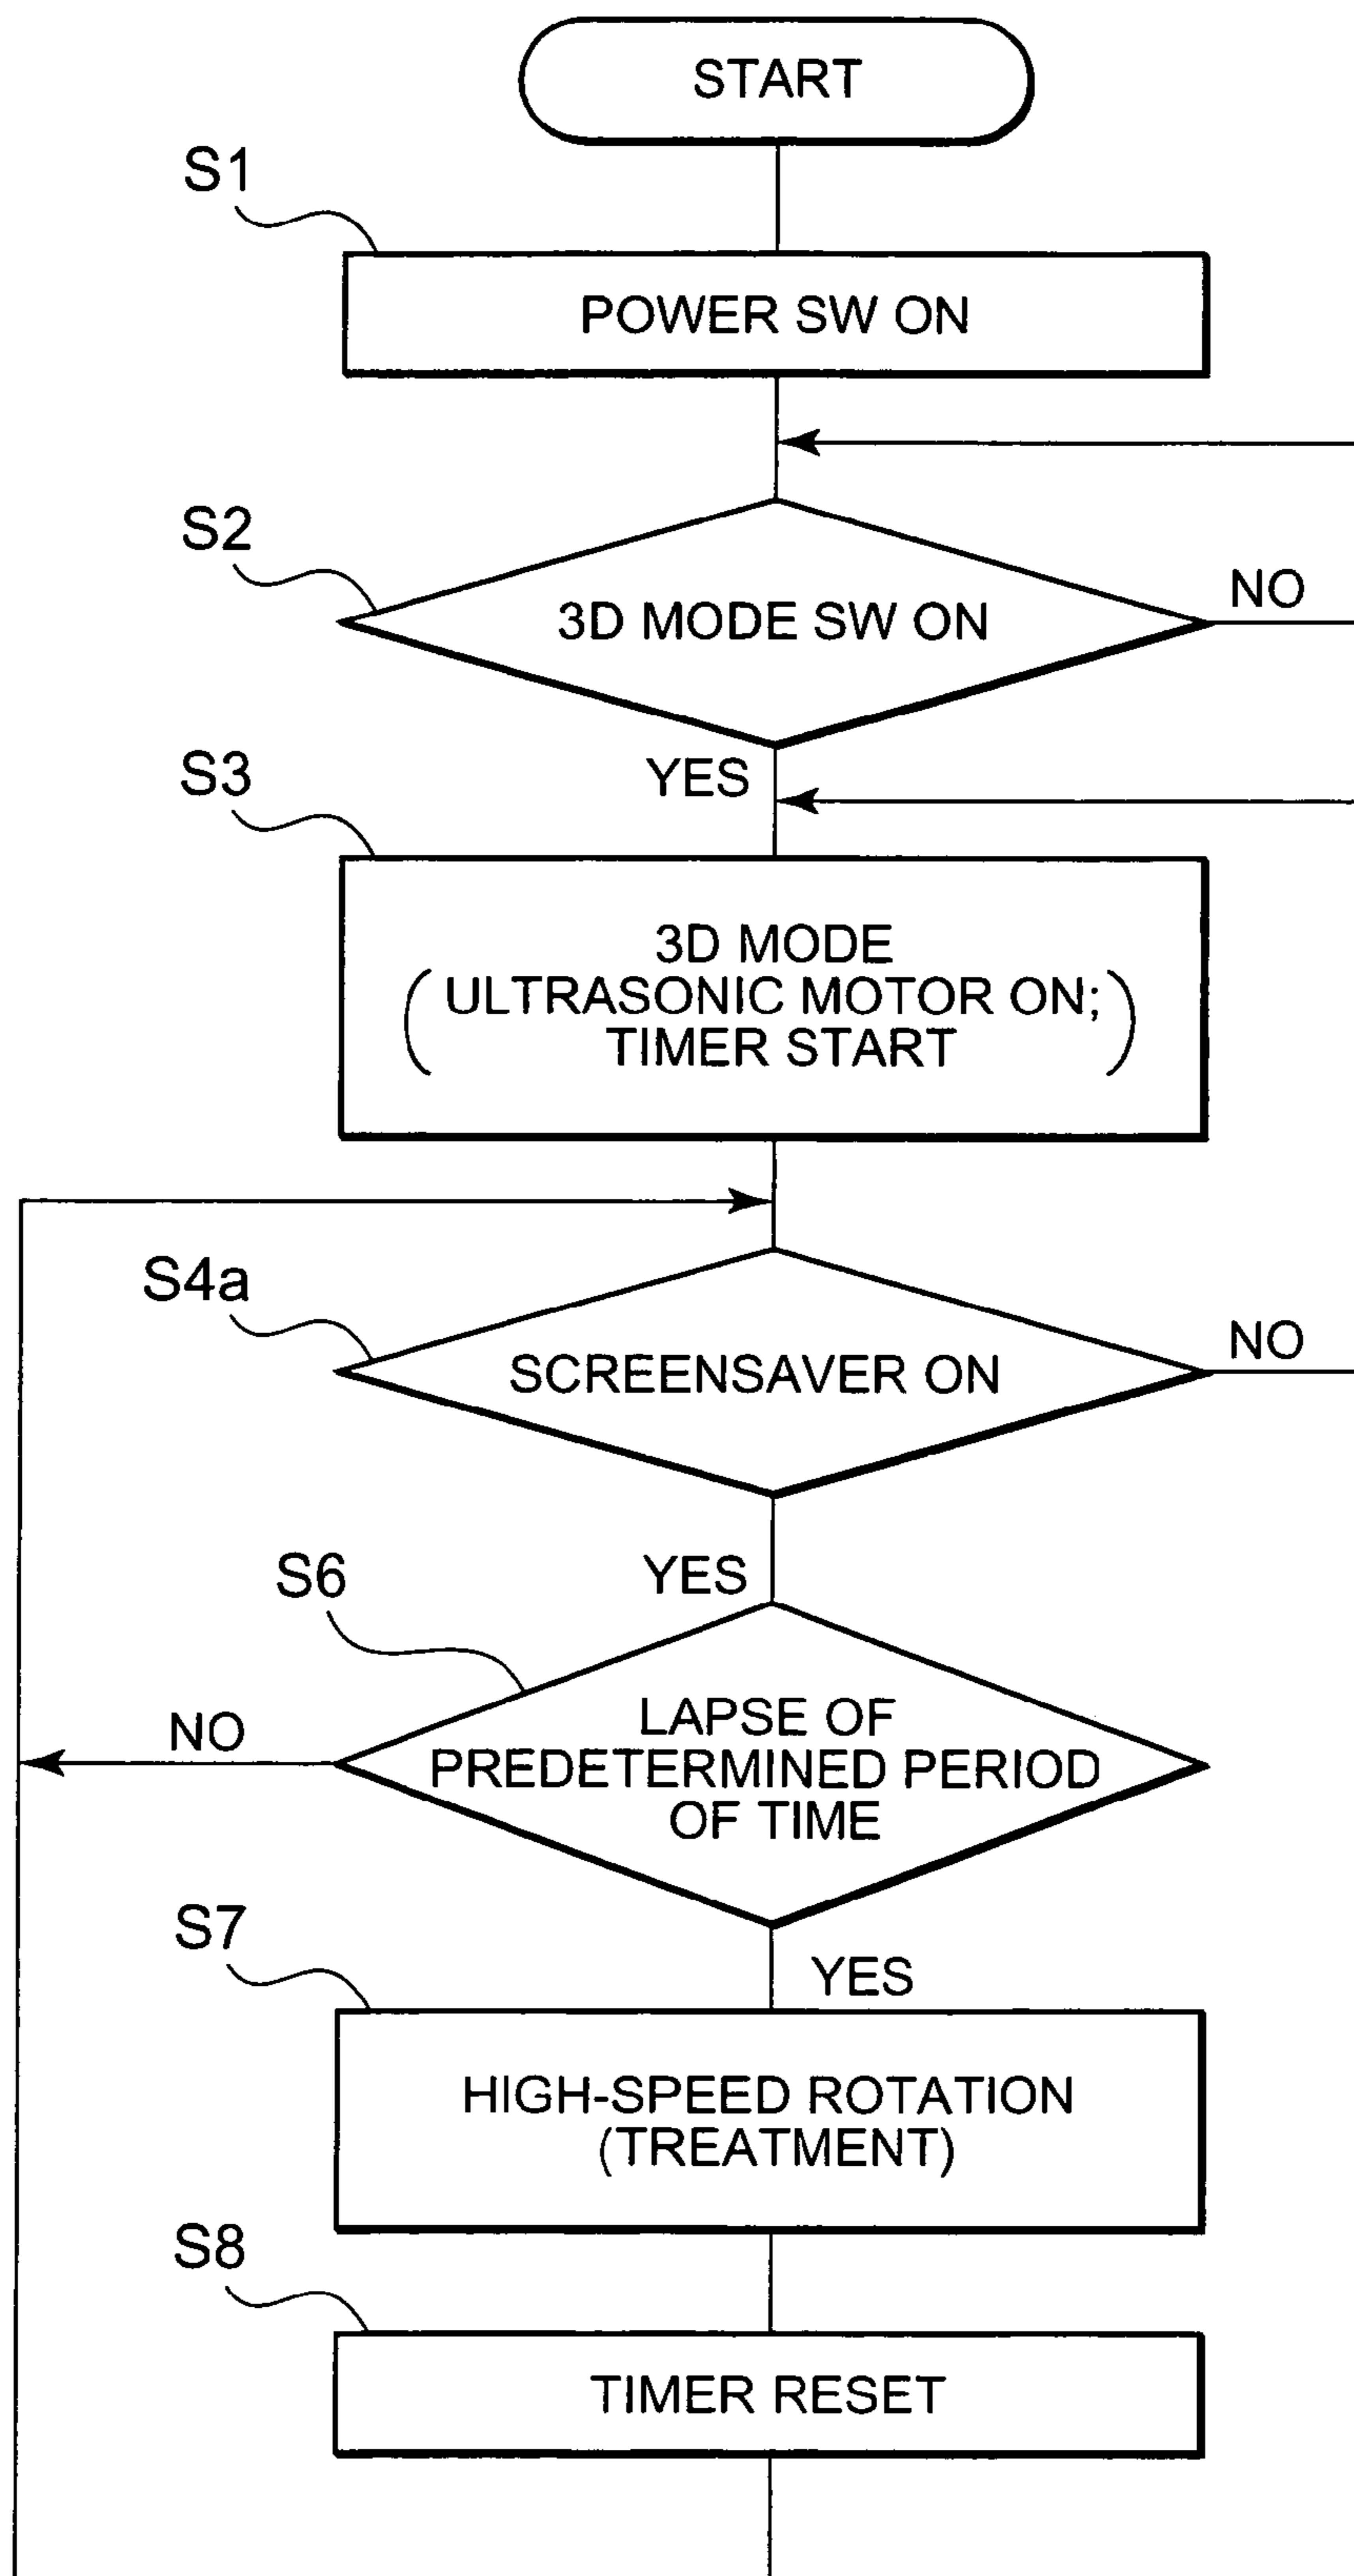 START
S1
POWER SW ON
S2
3D MODE SW ON
NO
YES
S3
3D MODE
( ULTRASONIC MOTOR ON;
TIMER START )
S4a
SCREENSAVER ON
NO
YES
S6
LAPSE OF
PREDETERMINED PERIOD
OF TIME
NO
YES
S7
HIGH-SPEED ROTATION
(TREATMENT)
S8
TIMER RESET